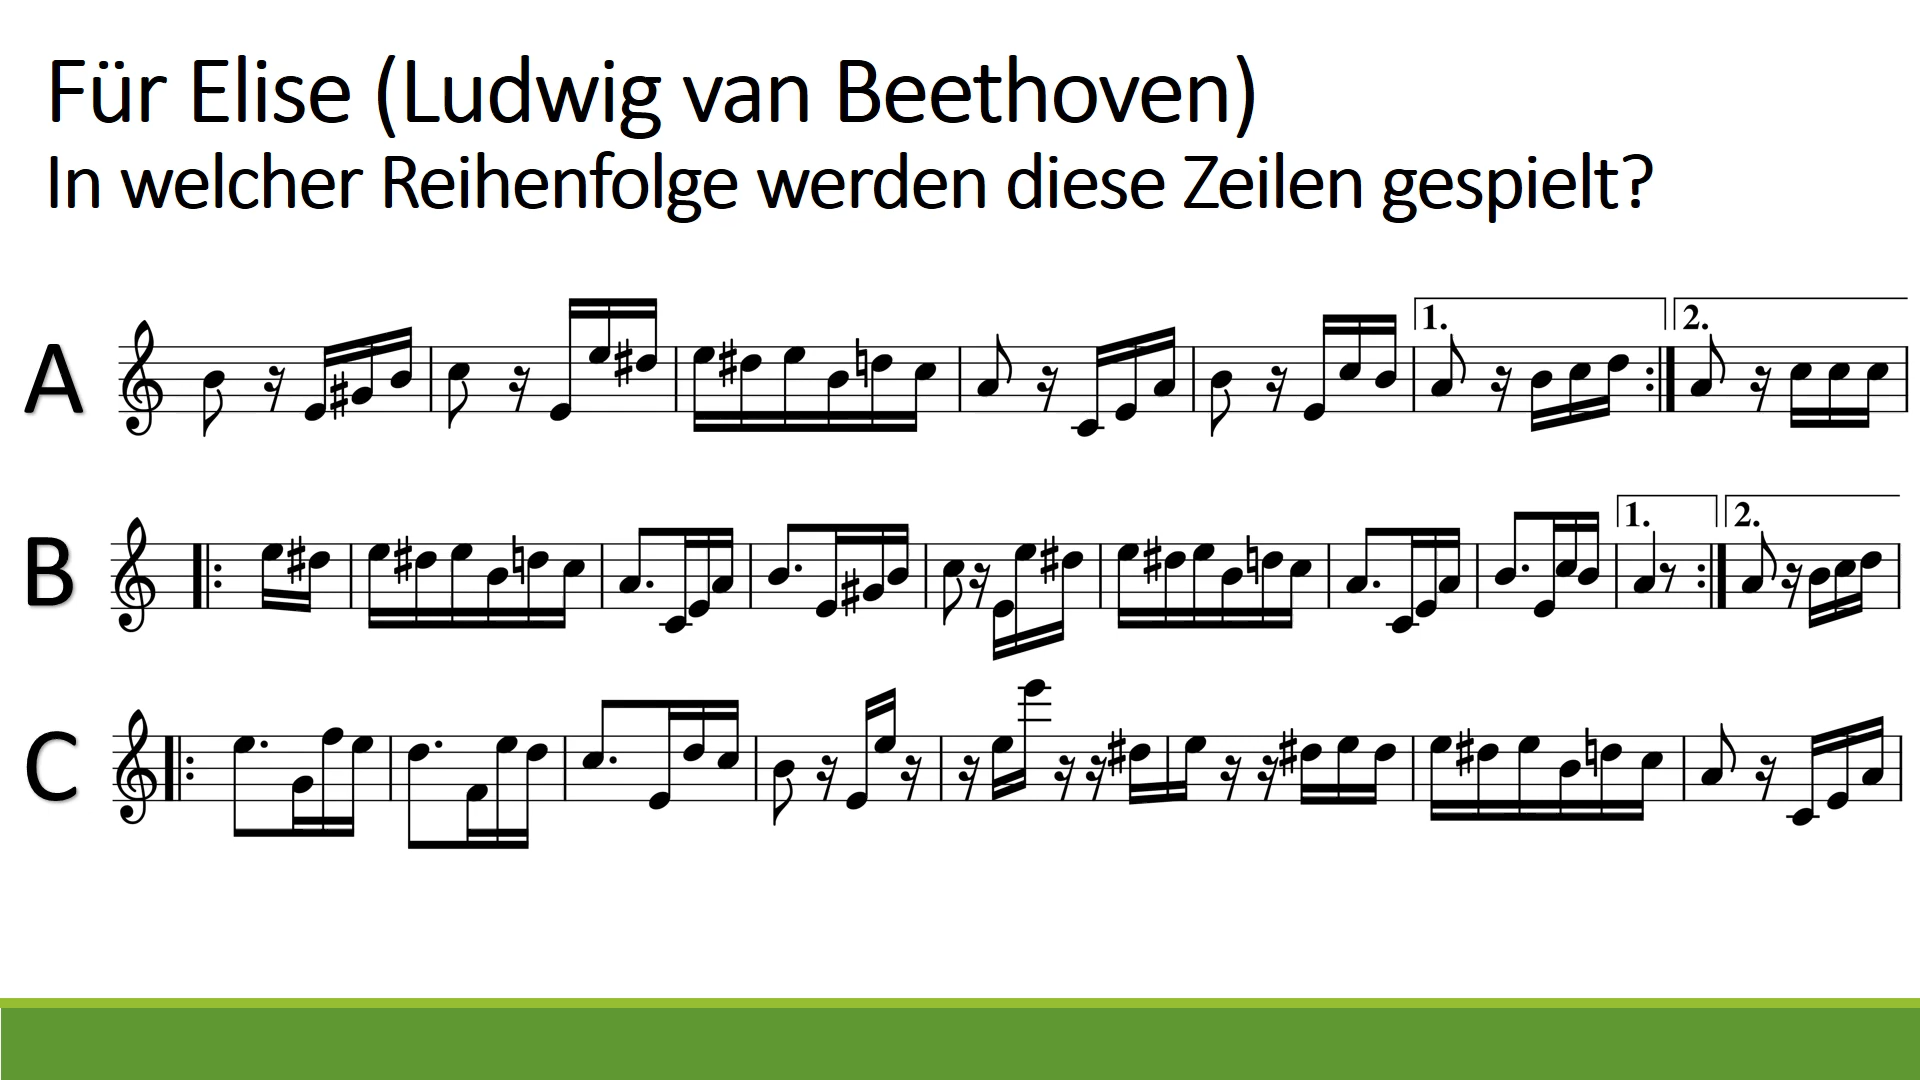 Für Elise (Ludwig van Beethoven)
In welcher Reihenfolge werden diese Zeilen gespielt?
A
1.
2.
B
1.
2.
C